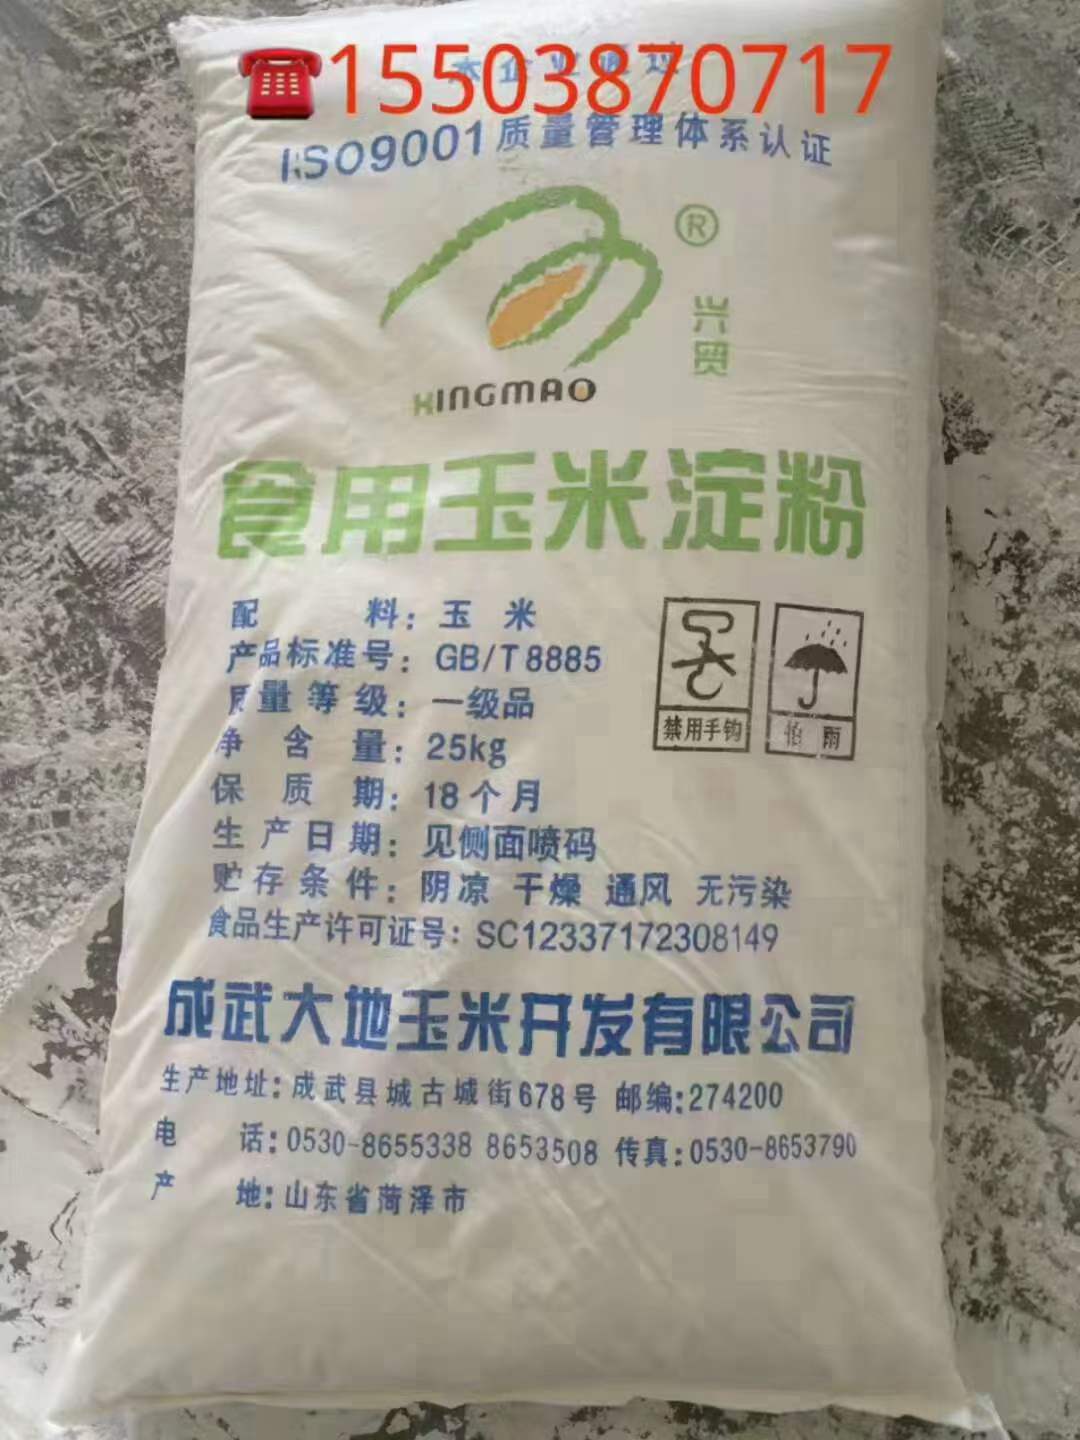 ☎15503870717
本企业通过
ISO9001质量管理体系认证
®
兴贸
XINGMAO
食用玉米淀粉
配料：玉米
产品标准号：GB/T8885
质量等级：一级品
净含量：25kg
保质期：18个月
生产日期：见侧面喷码
贮存条件：阴凉 干燥 通风 无污染
食品生产许可证号：SC12337172308149
禁用手钩
怕雨
成武大地玉米开发有限公司
生产地址：成武县城古城街678号 邮编：274200
电话：0530-8655338 8653508 传真：0530-8653790
产地：山东省菏泽市